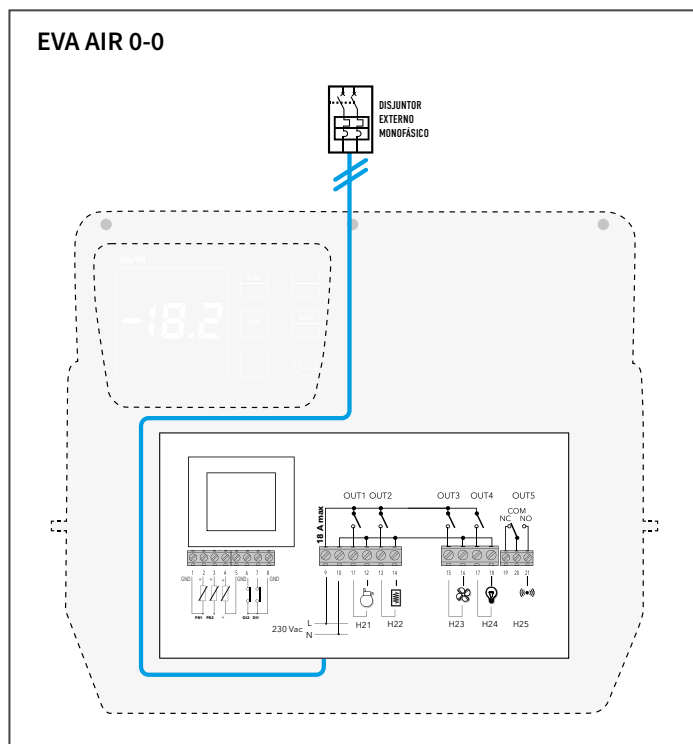 EVA AIR 0-0
DISJUNTOR
EXTERNO
MONOFÁSICO
-18.2
SET
18 A max
OUT1 OUT2 OUT3 OUT4 OUT5
COM
NC NO
1 2 3 4 5 6 7 8
9 10 11 12 13 14
15 16 17 18
19 20 21
GND + + + GND GND
PB1 PB2 + DI2 DI1
230 Vac
L
N
H21 H22 H23 H24 H25